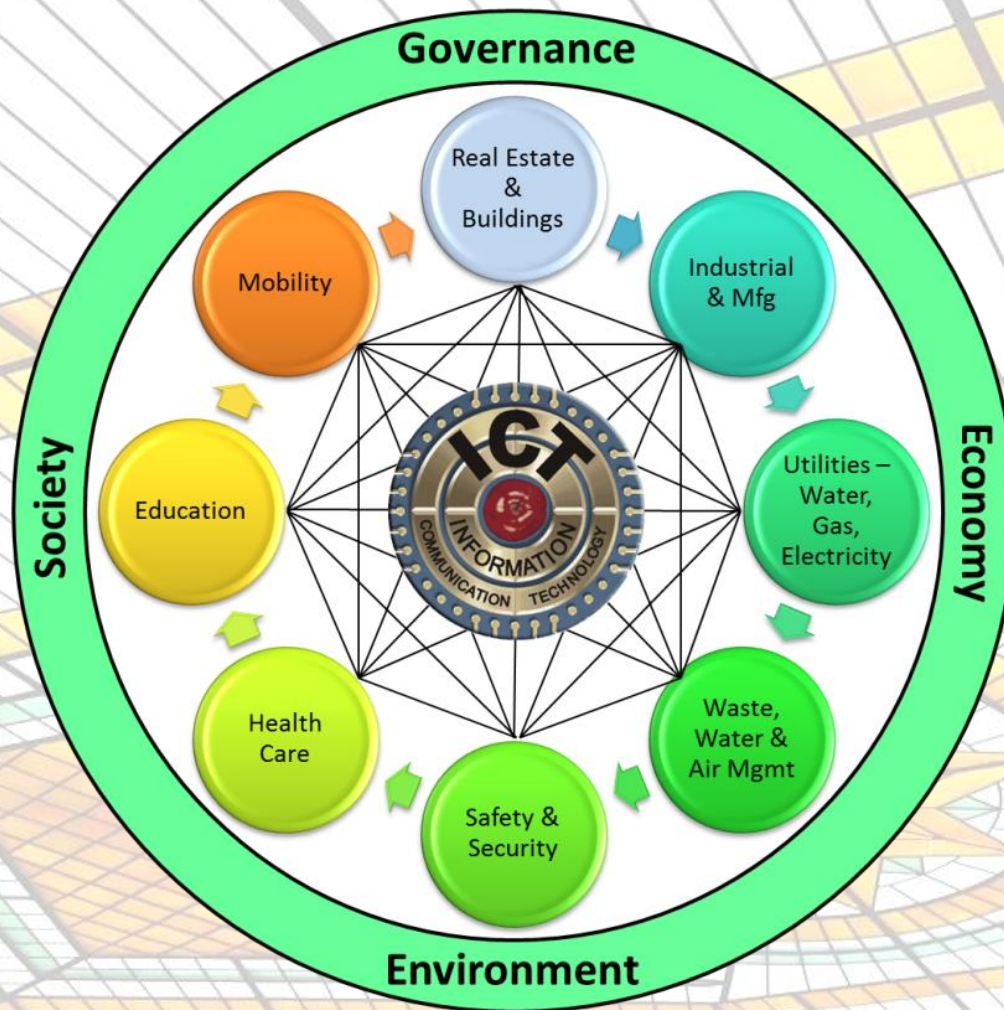 Governance
Real Estate
&
Buildings
Mobility
Industrial
& Mfg
Society
Education
ICT
INFORMATION
COMMUNICATION TECHNOLOGY
Utilities –
Water,
Gas,
Electricity
Economy
Health
Care
Waste,
Water &
Air Mgmt
Safety &
Security
Environment